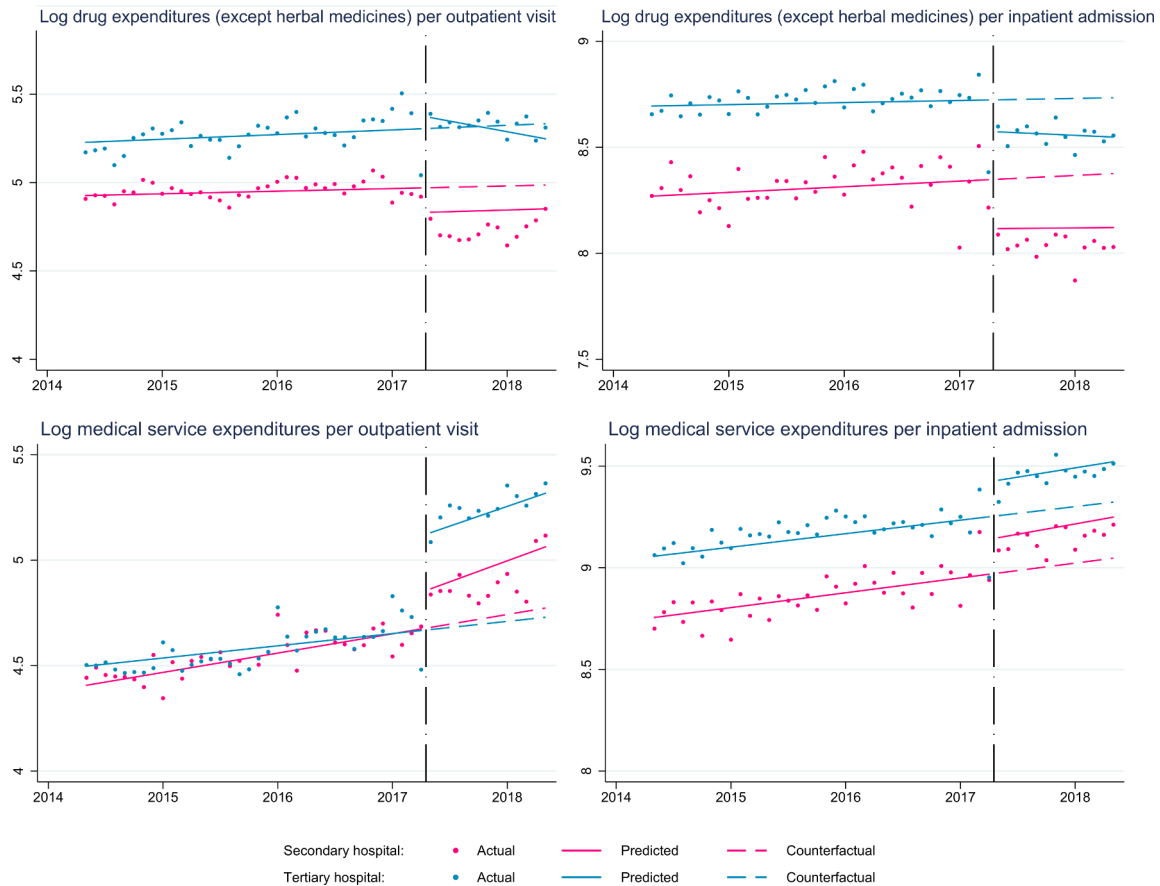 Log drug expenditures (except herbal medicines) per outpatient visit
5.5
5
4.5
4
2014 2015 2016 2017 2018
Log drug expenditures (except herbal medicines) per inpatient admission
9
8.5
8
7.5
2014 2015 2016 2017 2018
Log medical service expenditures per outpatient visit
5.5
5
4.5
4
2014 2015 2016 2017 2018
Log medical service expenditures per inpatient admission
9.5
9
8.5
8
2014 2015 2016 2017 2018
Secondary hospital: Actual Predicted Counterfactual
Tertiary hospital: Actual Predicted Counterfactual